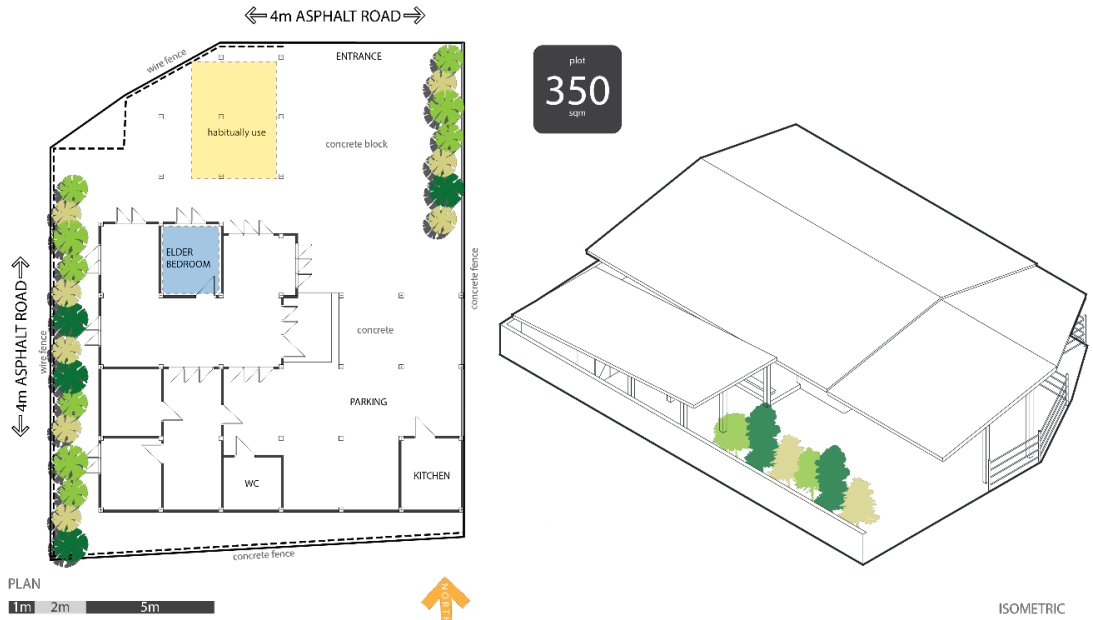 4m ASPHALT ROAD
wire fence
ENTRANCE
plot
350
sqm
habitually use
concrete block
ELDER
BEDROOM
4m ASPHALT ROAD
wire fence
concrete fence
concrete
PARKING
WC
KITCHEN
concrete fence
PLAN
1m 2m 5m
NORTH
ISOMETRIC